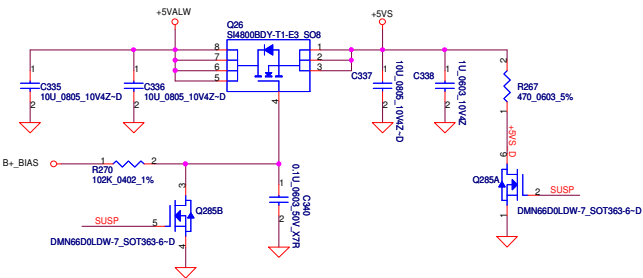 +5VALW
Q26
SI4800BDY-T1-E3_SO8
+5VS
8
7
6
5
1
2
3
4
1
C335
2
10U_0805_10V4Z~D
1
C336
2
10U_0805_10V4Z~D
1
C337
2
10U_0805_10V4Z~D
1
C338
2
1U_0603_10V4Z
2
R267
470_0603_5%
1
+5VS_D
B+_BIAS
1
2
R270
102K_0402_1%
1
2
C340
0.1U_0603_50V_X7R
3
SUSP
5
Q285B
4
DMN66D0LDW-7_SOT363-6~D
6
Q285A
2
SUSP
1
DMN66D0LDW-7_SOT363-6~D